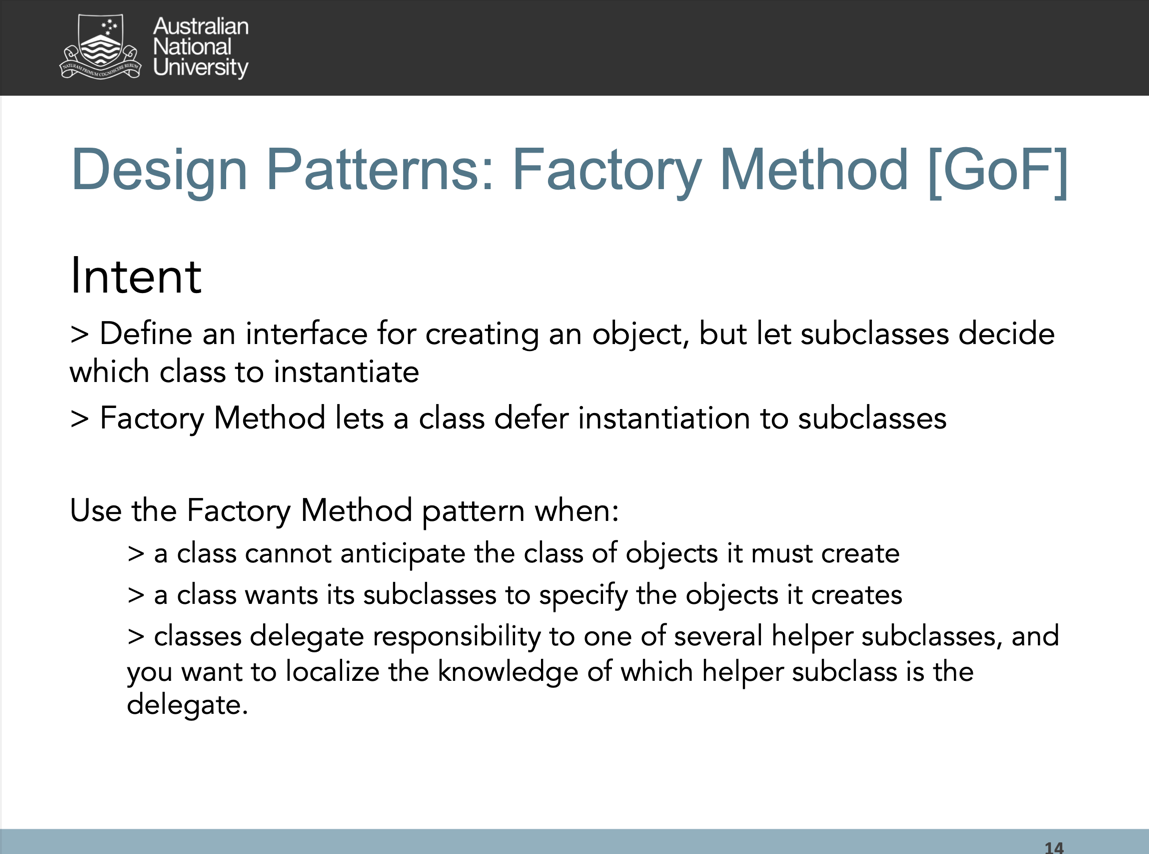 Australian
National
University
Design Patterns: Factory Method [GoF]
Intent
> Define an interface for creating an object, but let subclasses decide
which class to instantiate
> Factory Method lets a class defer instantiation to subclasses
Use the Factory Method pattern when:
> a class cannot anticipate the class of objects it must create
> a class wants its subclasses to specify the objects it creates
> classes delegate responsibility to one of several helper subclasses, and
you want to localize the knowledge of which helper subclass is the
delegate.
14